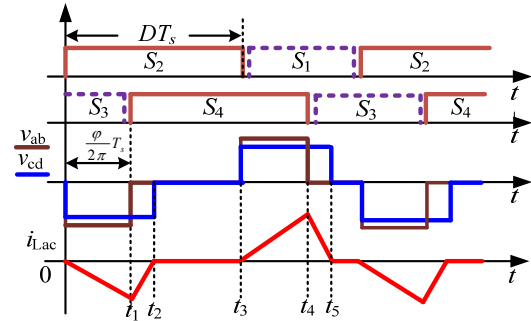 DTs
S2 S1 S2 t
S3 S4 S3 S4 t
vab
vcd
φ/2π Ts
t
iLac
0 t
t1 t2 t3 t4 t5